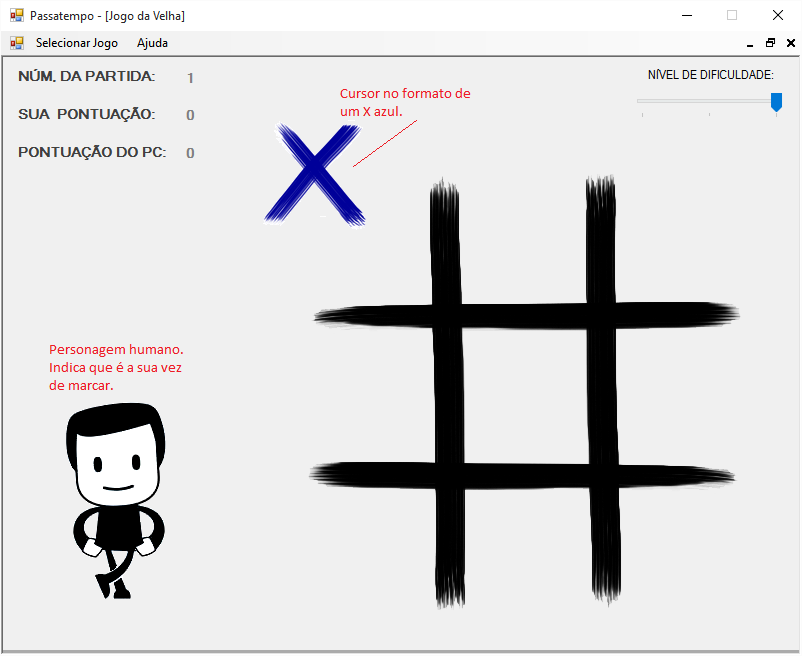 Passatempo - [Jogo da Velha]
Selecionar Jogo Ajuda
NÚM. DA PARTIDA: 1
SUA PONTUAÇÃO: 0
PONTUAÇÃO DO PC: 0
Cursor no formato de
um X azul.
NÍVEL DE DIFICULDADE:
Personagem humano.
Indica que é a sua vez
de marcar.